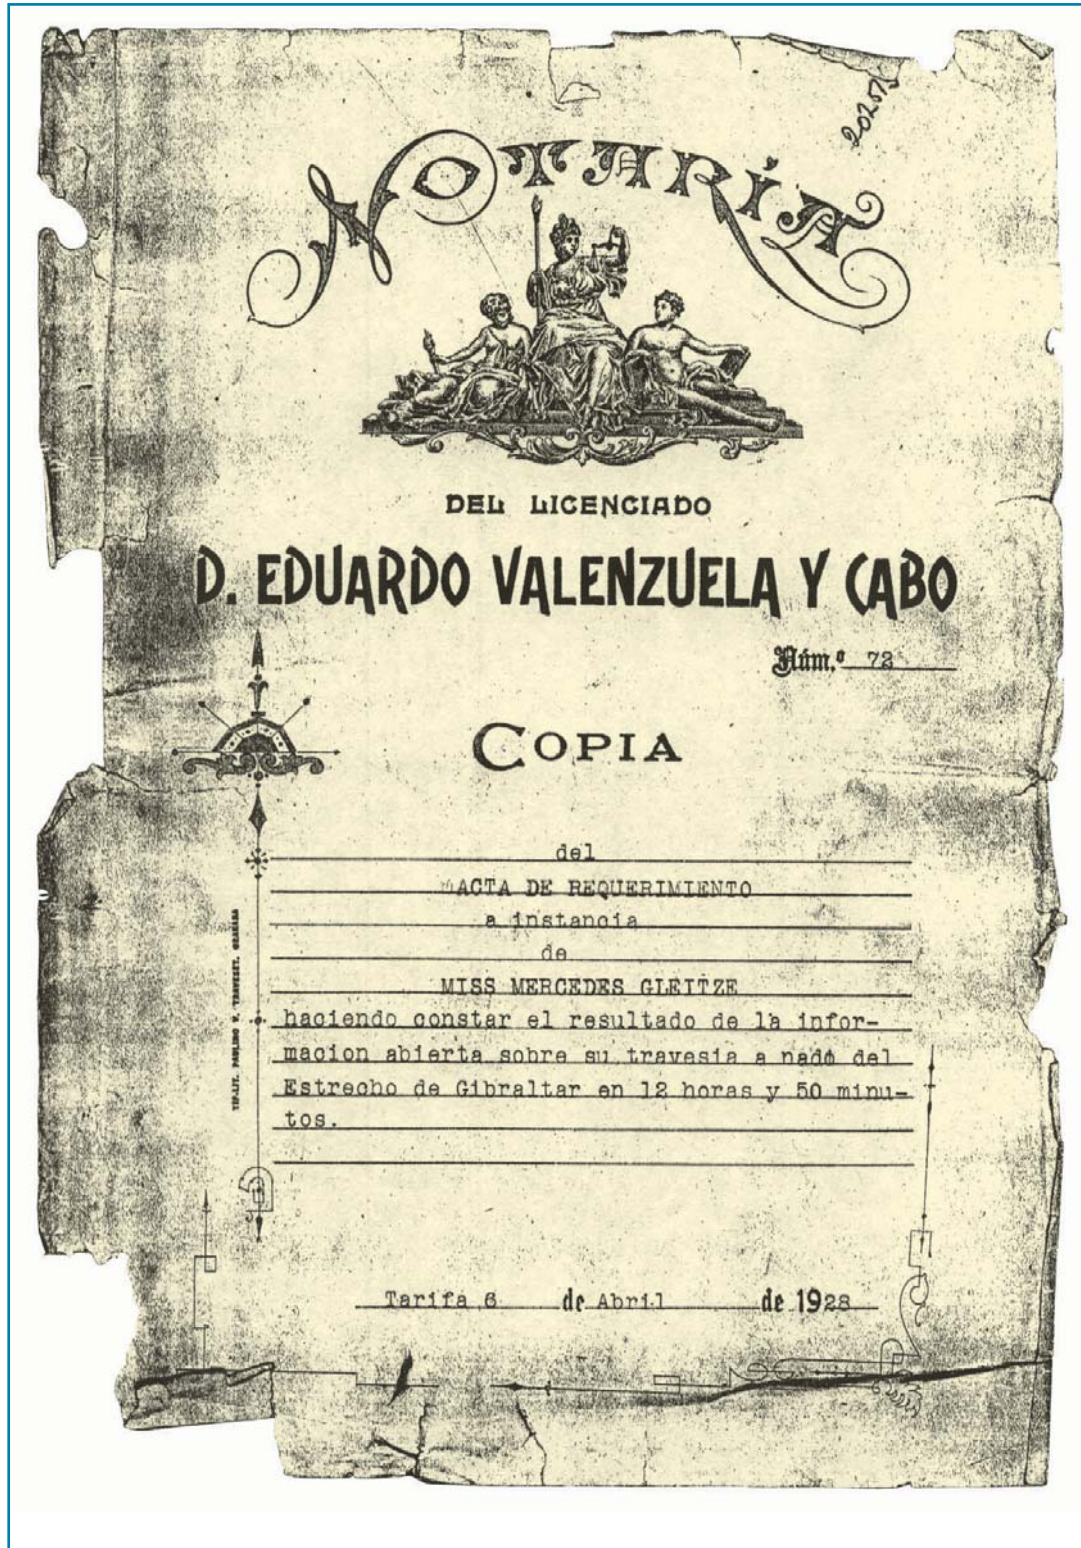 NOTARÍA
DEL LICENCIADO
D. EDUARDO VALENZUELA Y CABO
Núm.º 72
COPIA
del
ACTA DE REQUERIMIENTO
a instancia
de
MISS MERCEDES GLEITZE
haciendo constar el resultado de la infor-
macion abierta sobre su travesia a nado del
Estrecho de Gibraltar en 12 horas y 50 minu-
tos.
Tarifa 6 de Abril de 1928